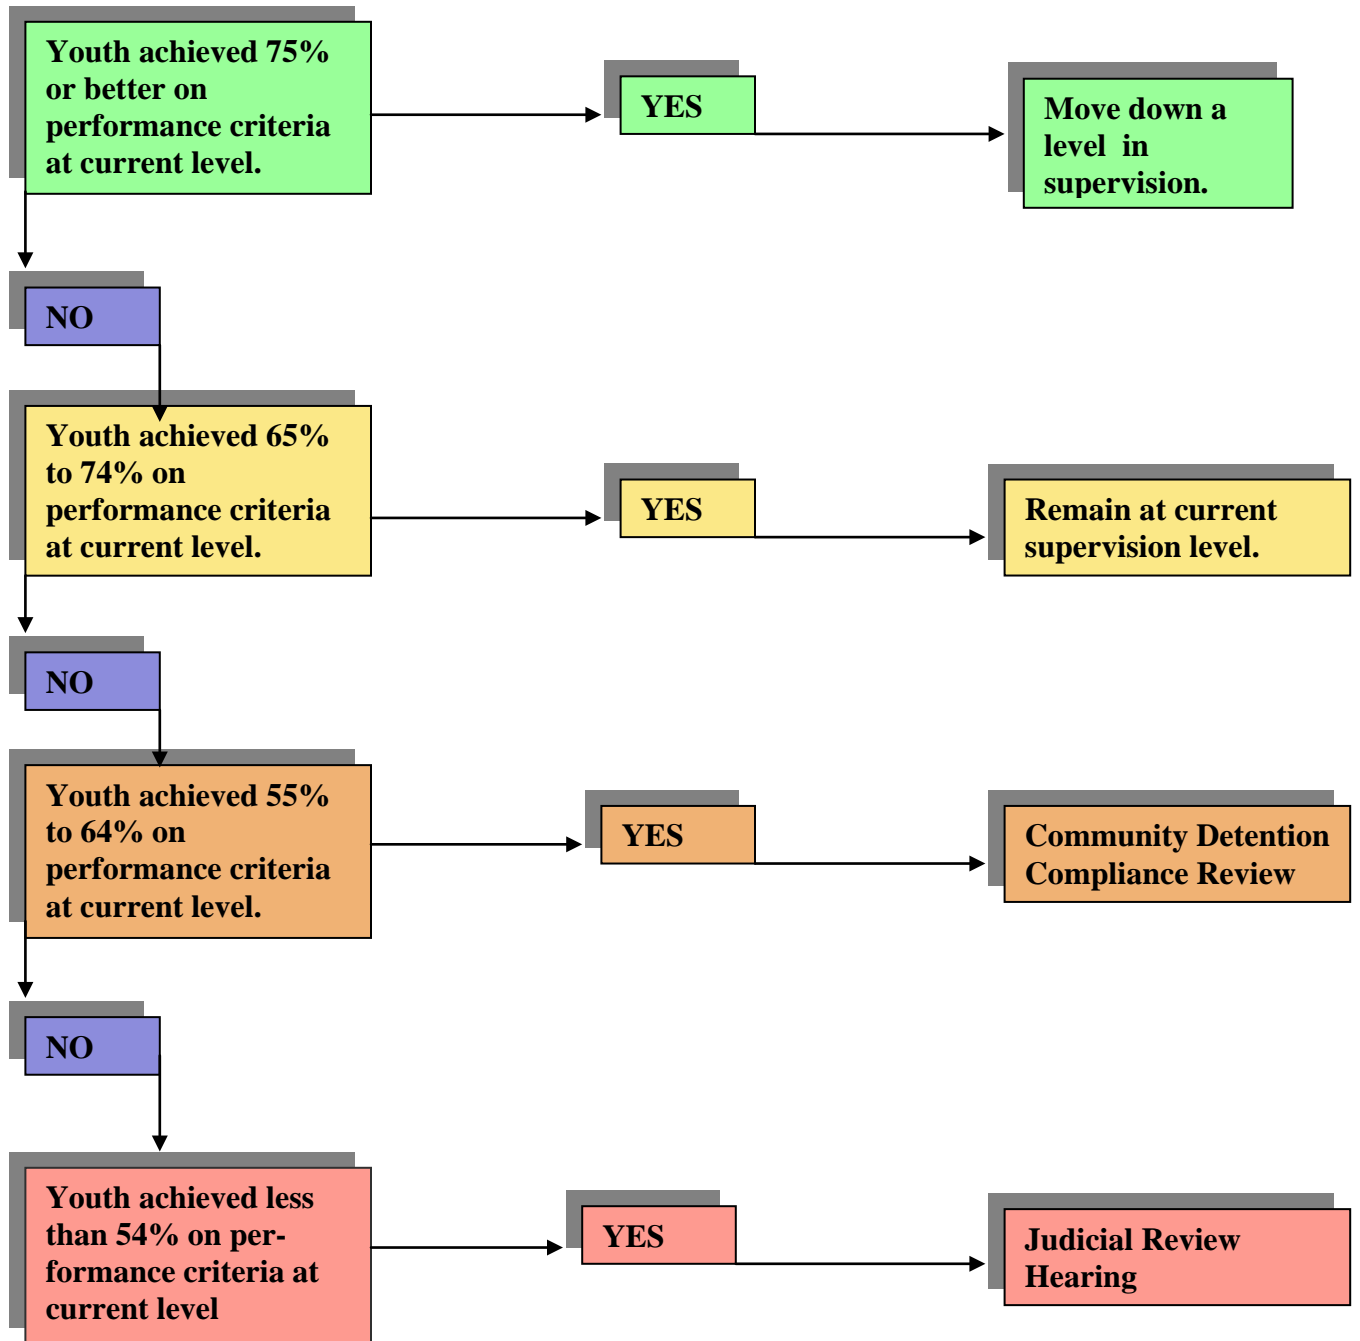 Youth achieved 75%
or better on
performance criteria
at current level.
YES
Move down a
level in
supervision.
NO
Youth achieved 65%
to 74% on
performance criteria
at current level.
YES
Remain at current
supervision level.
NO
Youth achieved 55%
to 64% on
performance criteria
at current level.
YES
Community Detention
Compliance Review
NO
Youth achieved less
than 54% on per-
formance criteria at
current level
YES
Judicial Review
Hearing